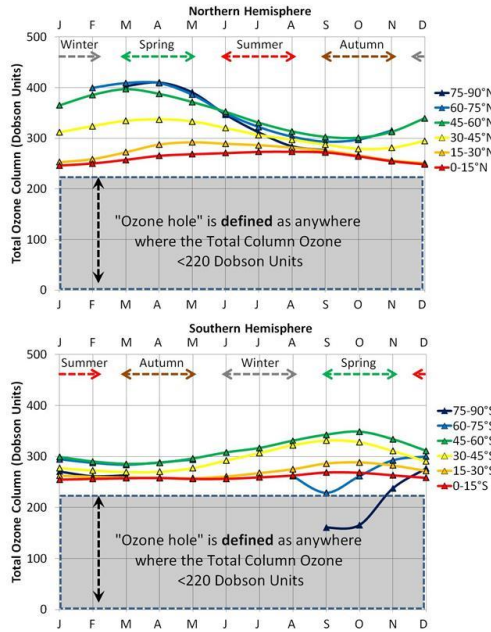 Northern Hemisphere
J F M A M J J A S O N D
500
Winter Spring Summer Autumn
400
300
200
100
0
Total Ozone Column (Dobson Units)
75-90°N
60-75°N
45-60°N
30-45°N
15-30°N
0-15°N
"Ozone hole" is defined as anywhere
where the Total Column Ozone
<220 Dobson Units
J F M A M J J A S O N D
Southern Hemisphere
J F M A M J J A S O N D
500
Summer Autumn Winter Spring
400
300
200
100
0
Total Ozone Column (Dobson Units)
75-90°S
60-75°S
45-60°S
30-45°S
15-30°S
0-15°S
"Ozone hole" is defined as anywhere
where the Total Column Ozone
<220 Dobson Units
J F M A M J J A S O N D